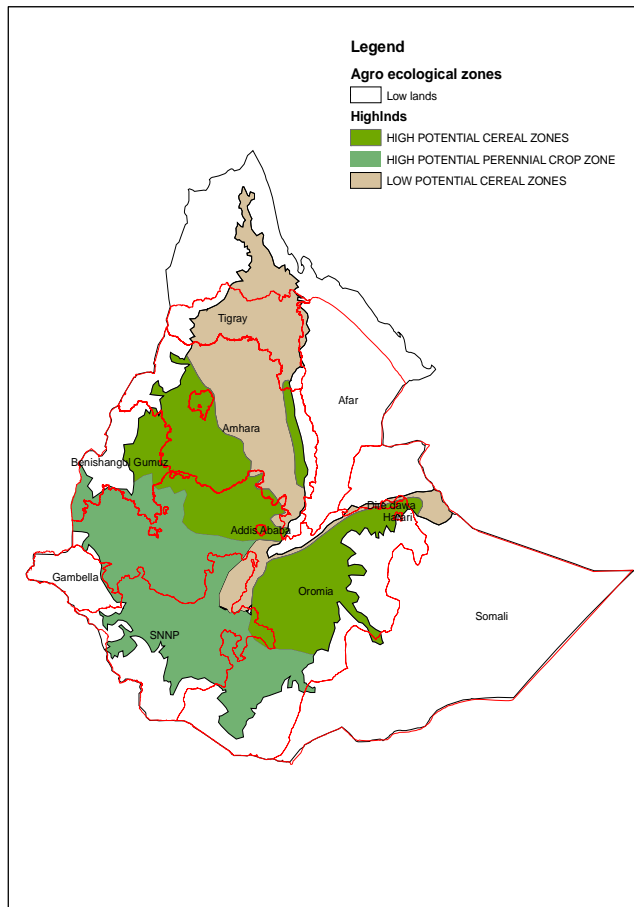 Legend
Agro ecological zones
Low lands
Highlnds
HIGH POTENTIAL CEREAL ZONES
HIGH POTENTIAL PERENNIAL CROP ZONE
LOW POTENTIAL CEREAL ZONES
Tigray
Afar
Amhara
Benishangul Gumuz
Dire dawa
Harari
Addis Ababa
Gambella
Oromia
Somali
SNNP